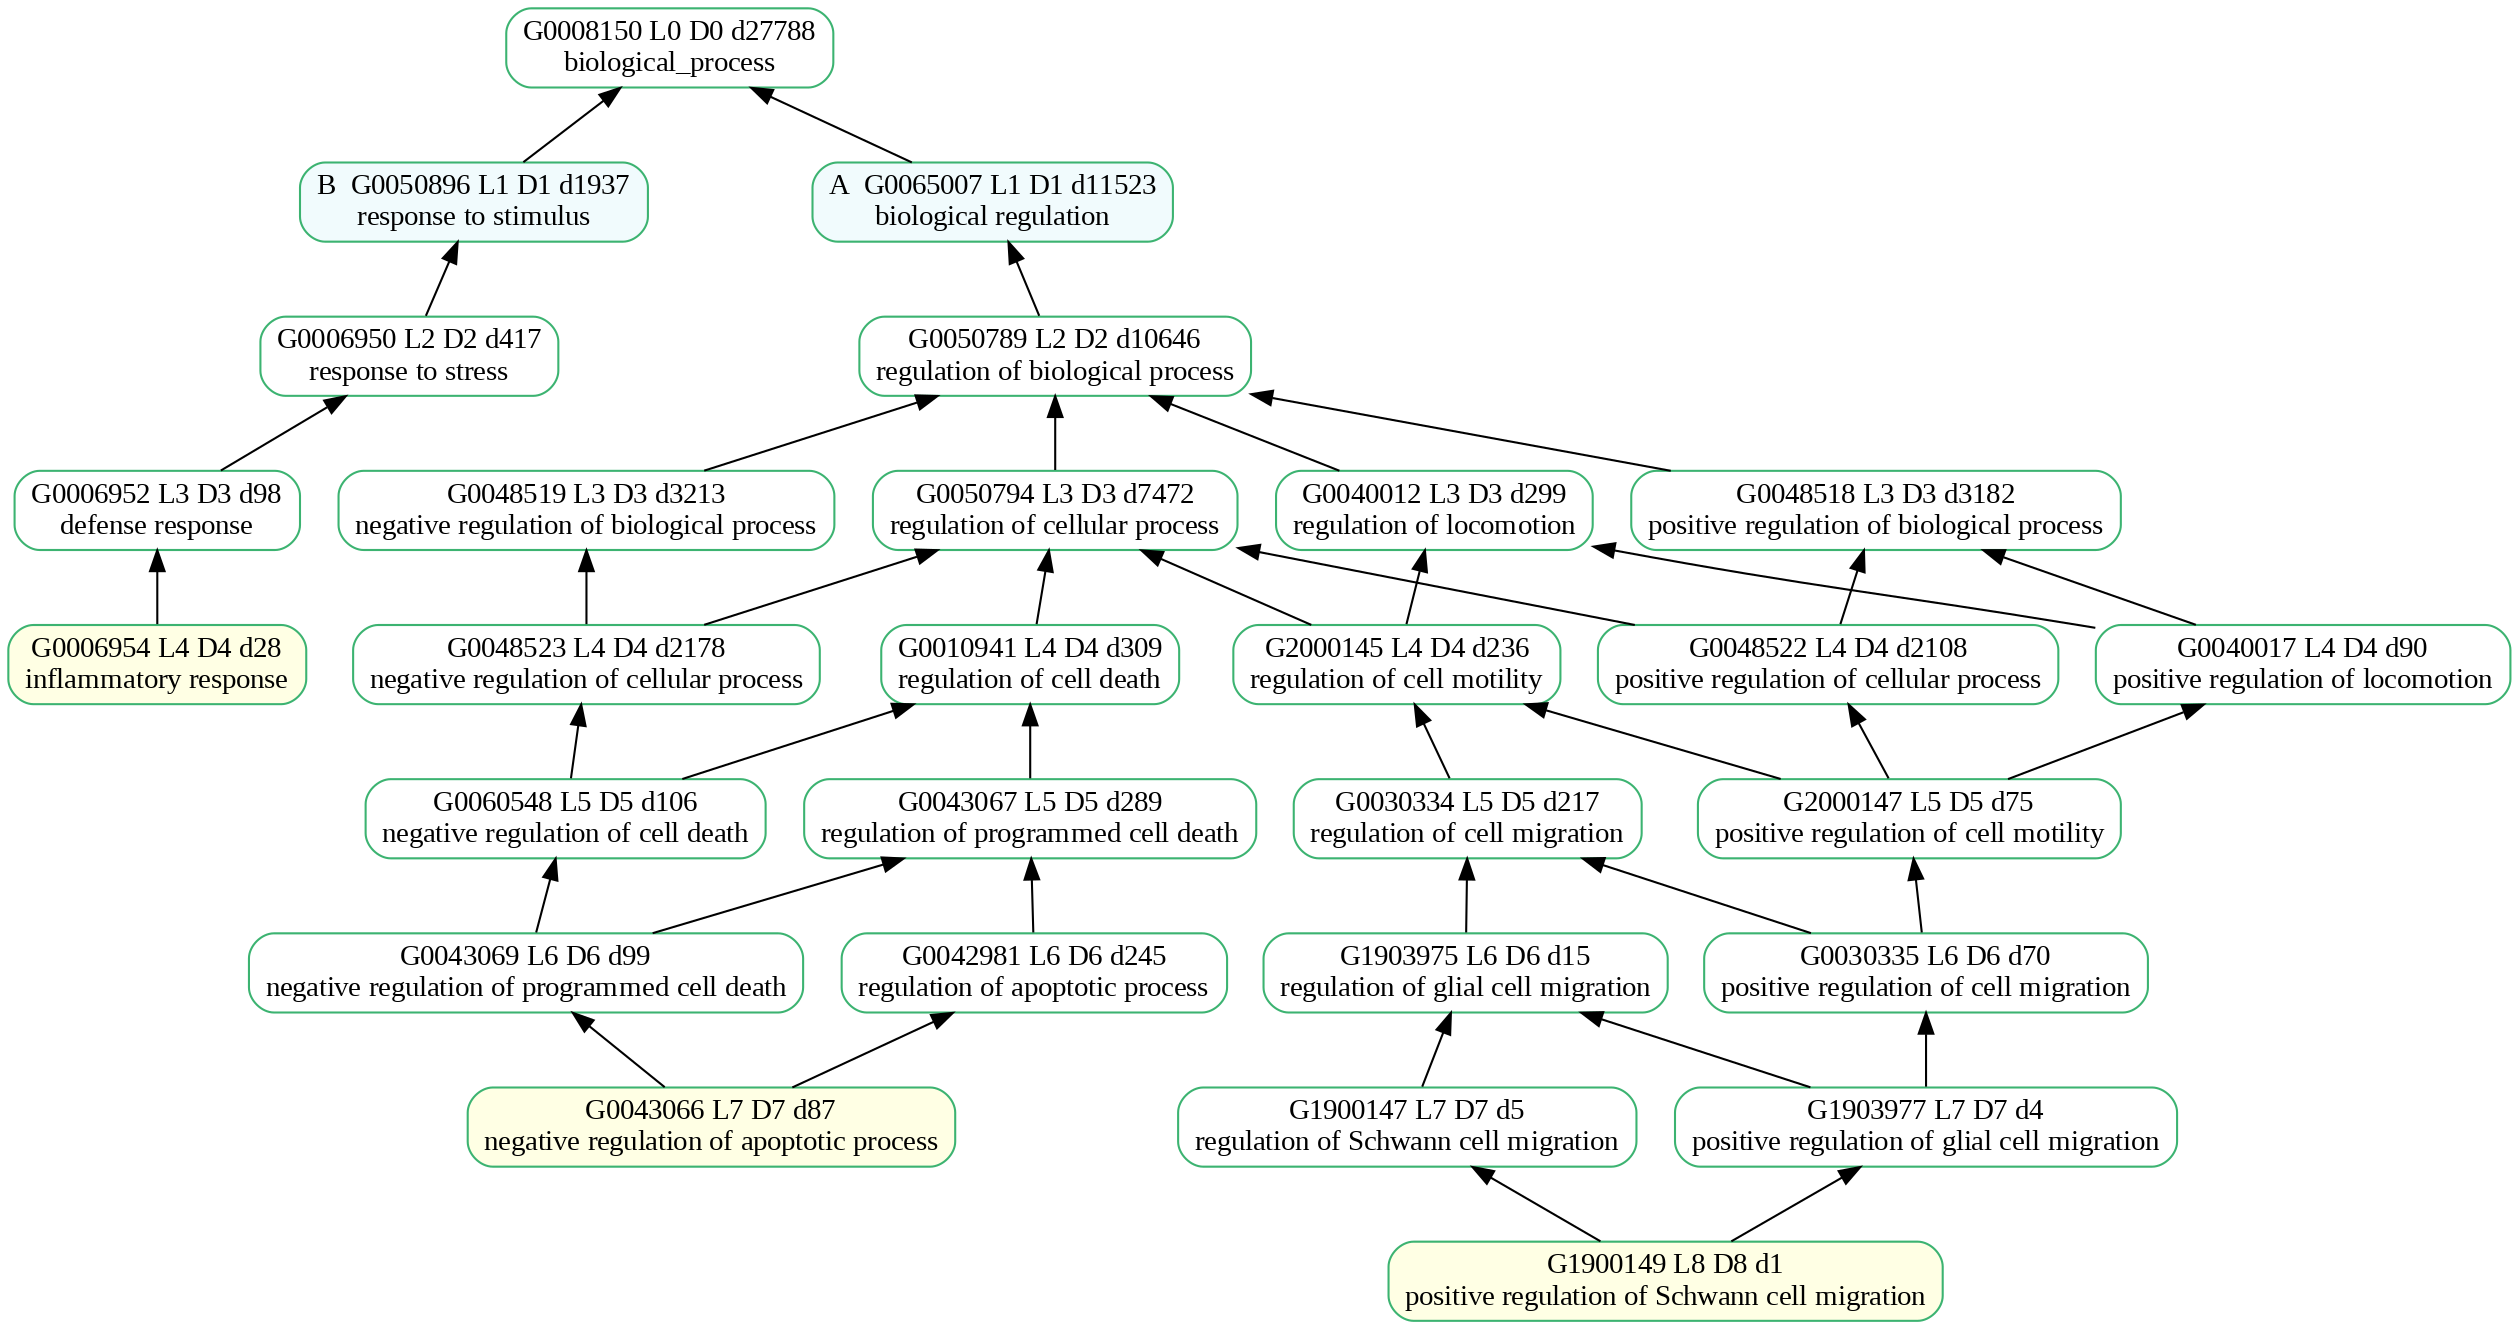 G0008150 L0 D0 d27788
biological_process
B  G0050896 L1 D1 d1937
response to stimulus
A  G0065007 L1 D1 d11523
biological regulation
G0006950 L2 D2 d417
response to stress
G0050789 L2 D2 d10646
regulation of biological process
G0006952 L3 D3 d98
defense response
G0048519 L3 D3 d3213
negative regulation of biological process
G0050794 L3 D3 d7472
regulation of cellular process
G0040012 L3 D3 d299
regulation of locomotion
G0048518 L3 D3 d3182
positive regulation of biological process
G0006954 L4 D4 d28
inflammatory response
G0048523 L4 D4 d2178
negative regulation of cellular process
G0010941 L4 D4 d309
regulation of cell death
G2000145 L4 D4 d236
regulation of cell motility
G0048522 L4 D4 d2108
positive regulation of cellular process
G0040017 L4 D4 d90
positive regulation of locomotion
G0060548 L5 D5 d106
negative regulation of cell death
G0043067 L5 D5 d289
regulation of programmed cell death
G0030334 L5 D5 d217
regulation of cell migration
G2000147 L5 D5 d75
positive regulation of cell motility
G0043069 L6 D6 d99
negative regulation of programmed cell death
G0042981 L6 D6 d245
regulation of apoptotic process
G1903975 L6 D6 d15
regulation of glial cell migration
G0030335 L6 D6 d70
positive regulation of cell migration
G0043066 L7 D7 d87
negative regulation of apoptotic process
G1900147 L7 D7 d5
regulation of Schwann cell migration
G1903977 L7 D7 d4
positive regulation of glial cell migration
G1900149 L8 D8 d1
positive regulation of Schwann cell migration